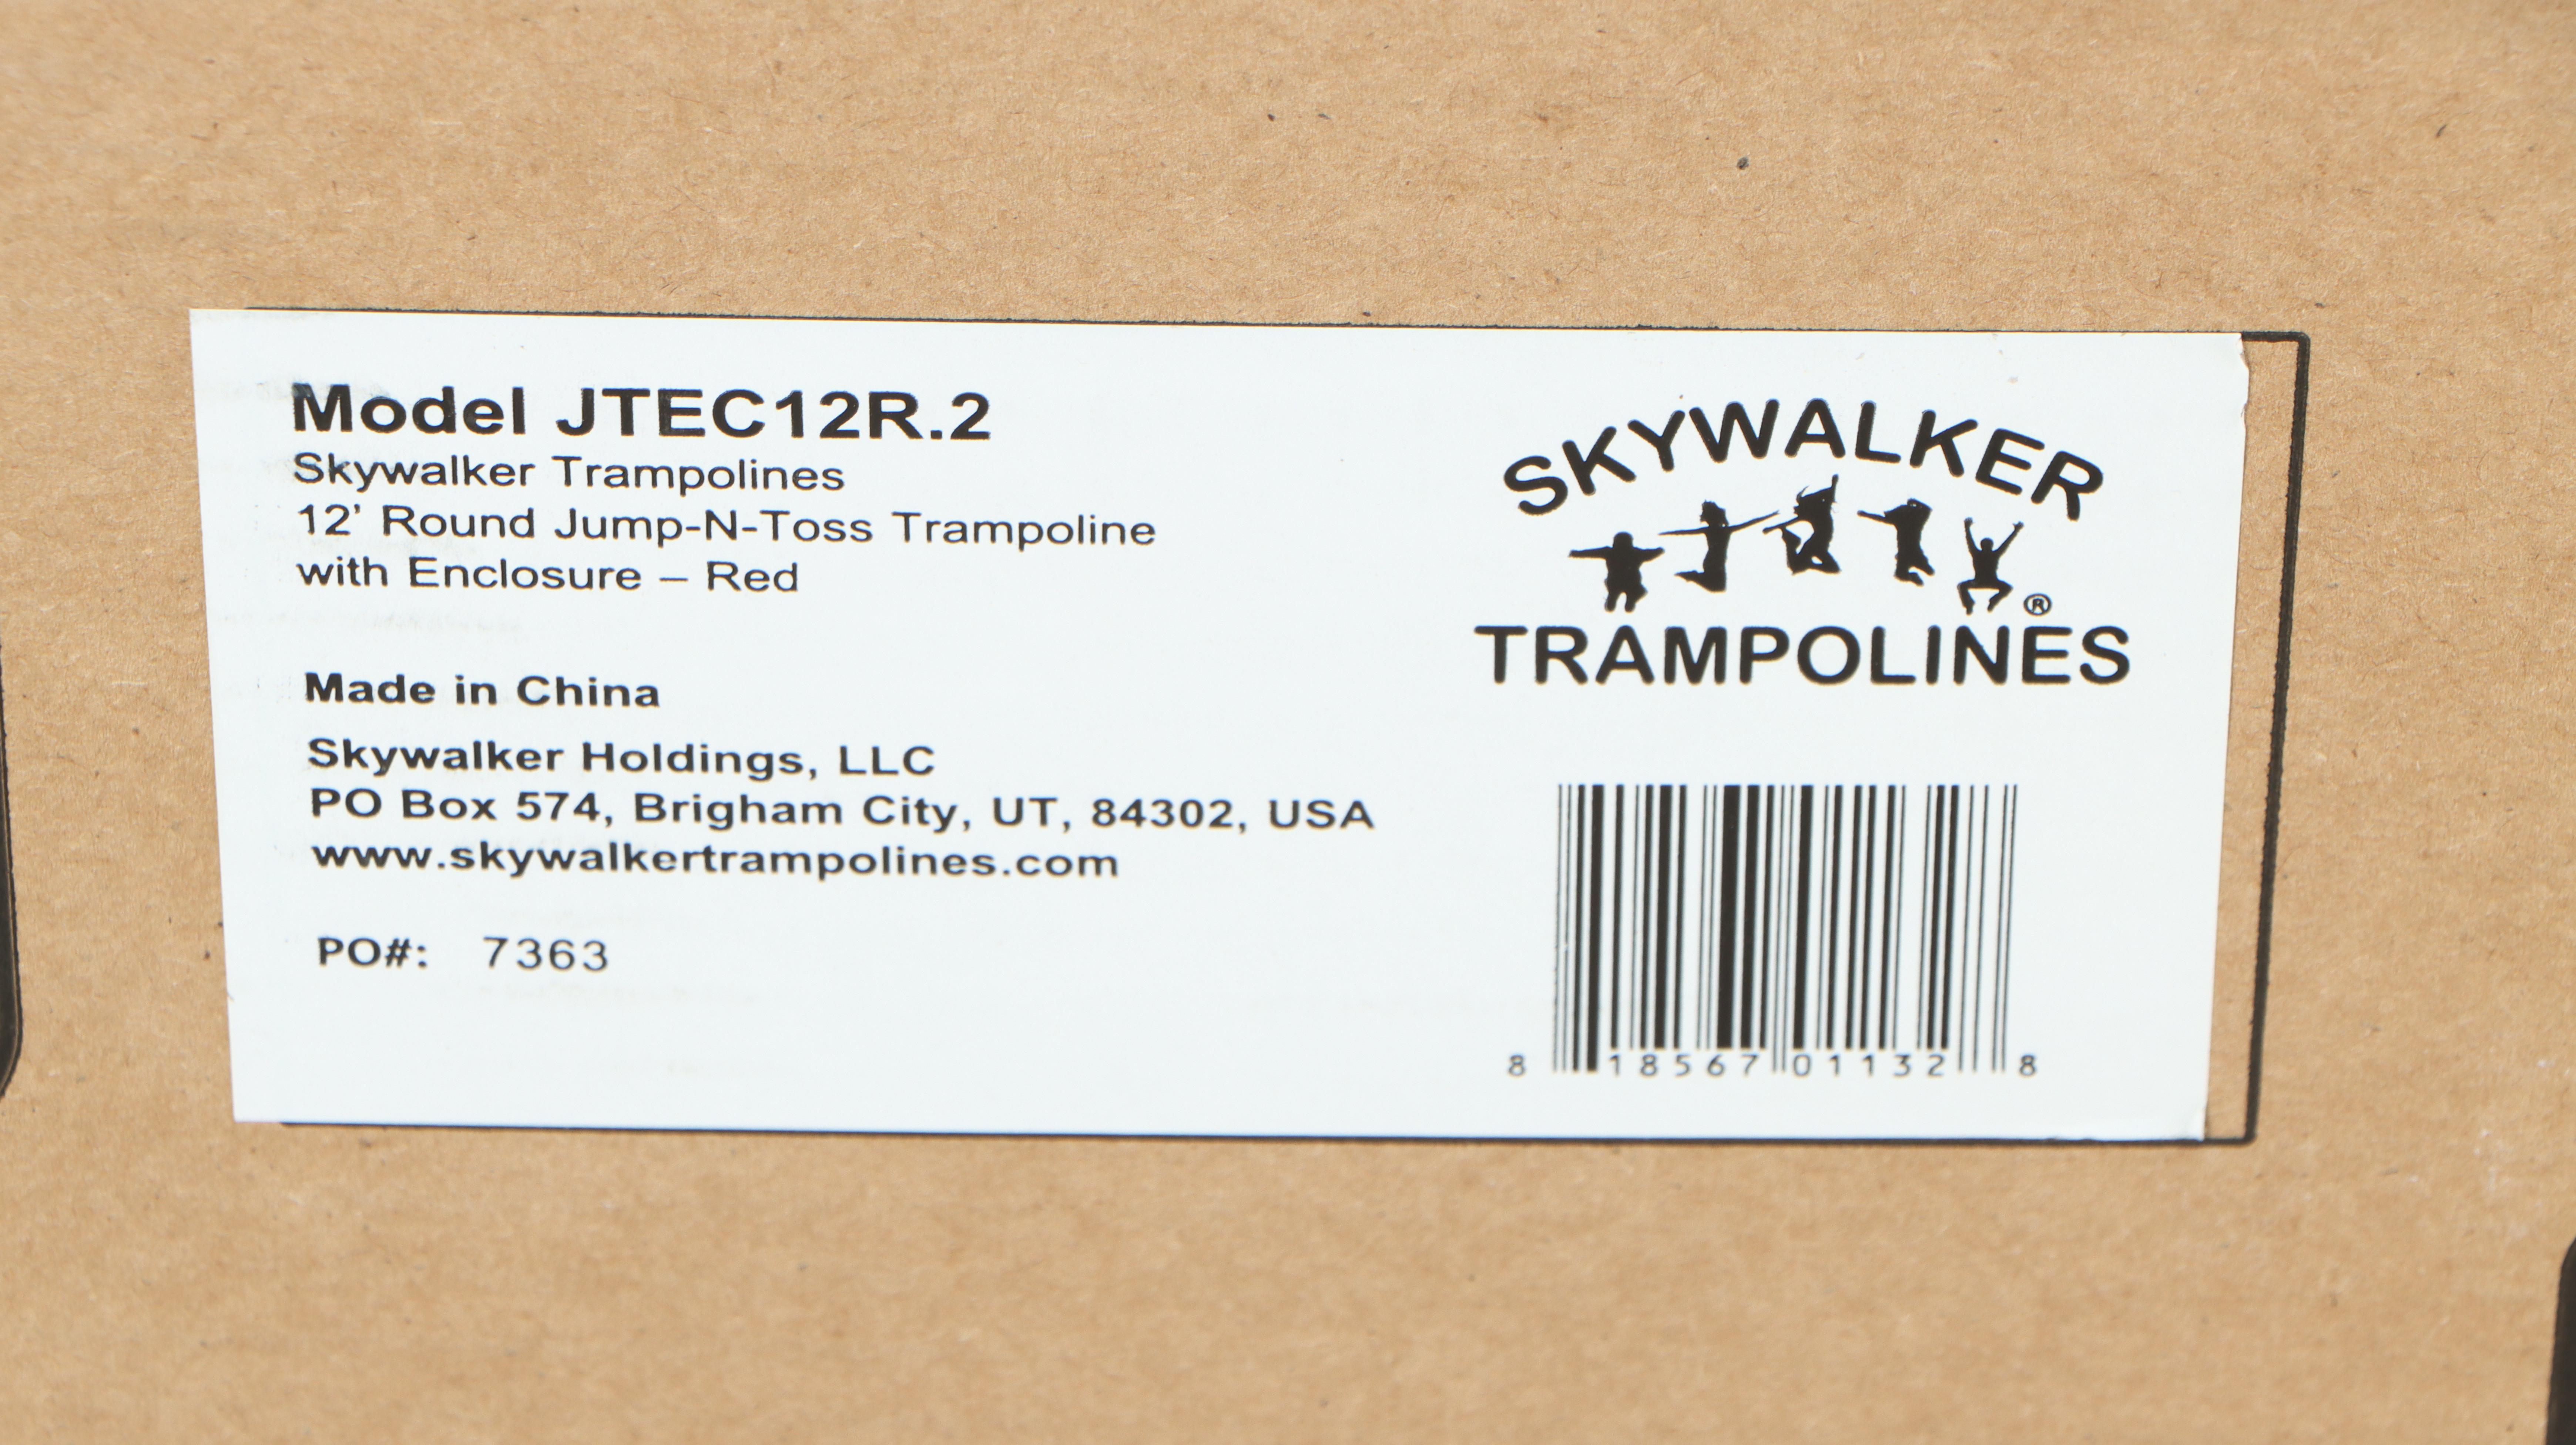 Model JTEC12R.2
Skywalker Trampolines
12' Round Jump-N-Toss Trampoline
with Enclosure – Red
Made in China
Skywalker Holdings, LLC
PO Box 574, Brigham City, UT, 84302, USA
www.skywalkertrampolines.com
PO#: 7363
SKYWALKER
®
TRAMPOLINES
8 18567 01132 8